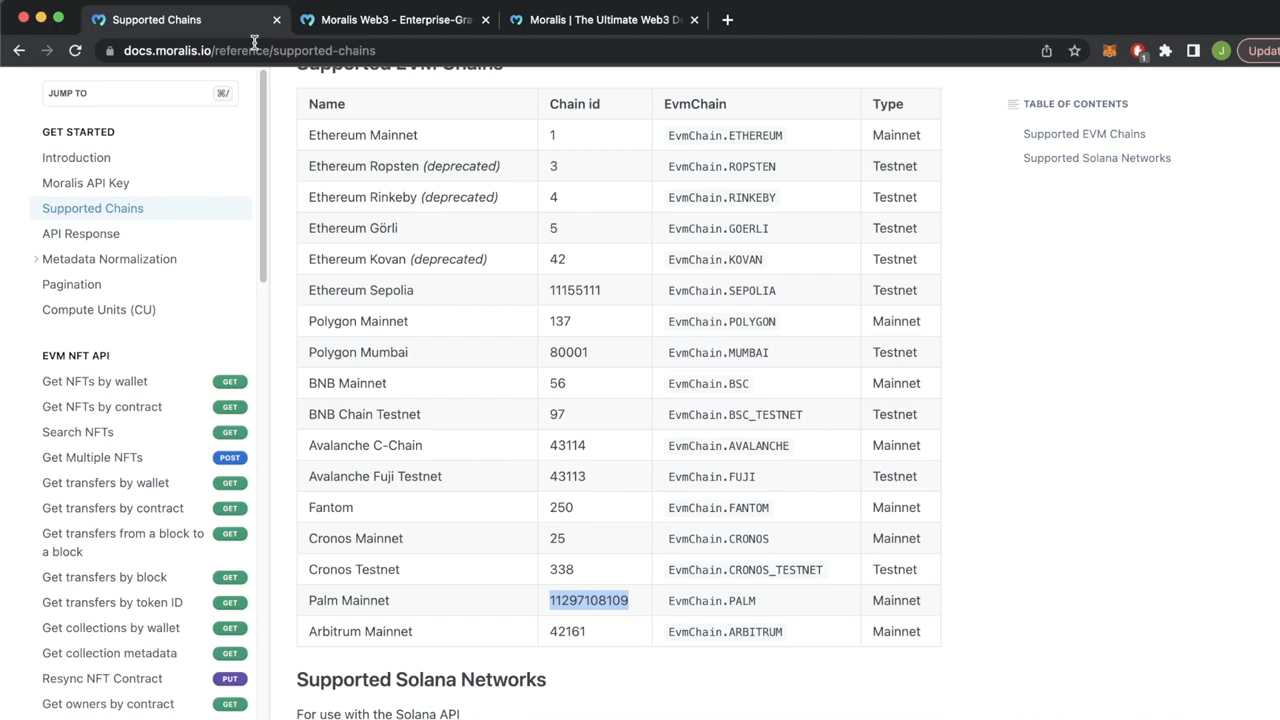 Supported Chains
Moralis Web3 - Enterprise-Gra
Moralis | The Ultimate Web3 D
docs.moralis.io/reference/supported-chains
1
J
Updat
JUMP TO
⌘/
GET STARTED
Introduction
Moralis API Key
Supported Chains
API Response
Metadata Normalization
Pagination
Compute Units (CU)
EVM NFT API
Get NFTs by wallet GET
Get NFTs by contract GET
Search NFTs GET
Get Multiple NFTs POST
Get transfers by wallet GET
Get transfers by contract GET
Get transfers from a block to GET
a block
Get transfers by block GET
Get transfers by token ID GET
Get collections by wallet GET
Get collection metadata GET
Resync NFT Contract PUT
Get owners by contract GET
Supported EVM Chains
Name Chain id EvmChain Type
Ethereum Mainnet 1 EvmChain.ETHEREUM Mainnet
Ethereum Ropsten (deprecated) 3 EvmChain.ROPSTEN Testnet
Ethereum Rinkeby (deprecated) 4 EvmChain.RINKEBY Testnet
Ethereum Görli 5 EvmChain.GOERLI Testnet
Ethereum Kovan (deprecated) 42 EvmChain.KOVAN Testnet
Ethereum Sepolia 11155111 EvmChain.SEPOLIA Testnet
Polygon Mainnet 137 EvmChain.POLYGON Mainnet
Polygon Mumbai 80001 EvmChain.MUMBAI Testnet
BNB Mainnet 56 EvmChain.BSC Mainnet
BNB Chain Testnet 97 EvmChain.BSC_TESTNET Testnet
Avalanche C-Chain 43114 EvmChain.AVALANCHE Mainnet
Avalanche Fuji Testnet 43113 EvmChain.FUJI Testnet
Fantom 250 EvmChain.FANTOM Mainnet
Cronos Mainnet 25 EvmChain.CRONOS Mainnet
Cronos Testnet 338 EvmChain.CRONOS_TESTNET Testnet
Palm Mainnet 11297108109 EvmChain.PALM Mainnet
Arbitrum Mainnet 42161 EvmChain.ARBITRUM Mainnet
Supported Solana Networks
For use with the Solana API
TABLE OF CONTENTS
Supported EVM Chains
Supported Solana Networks